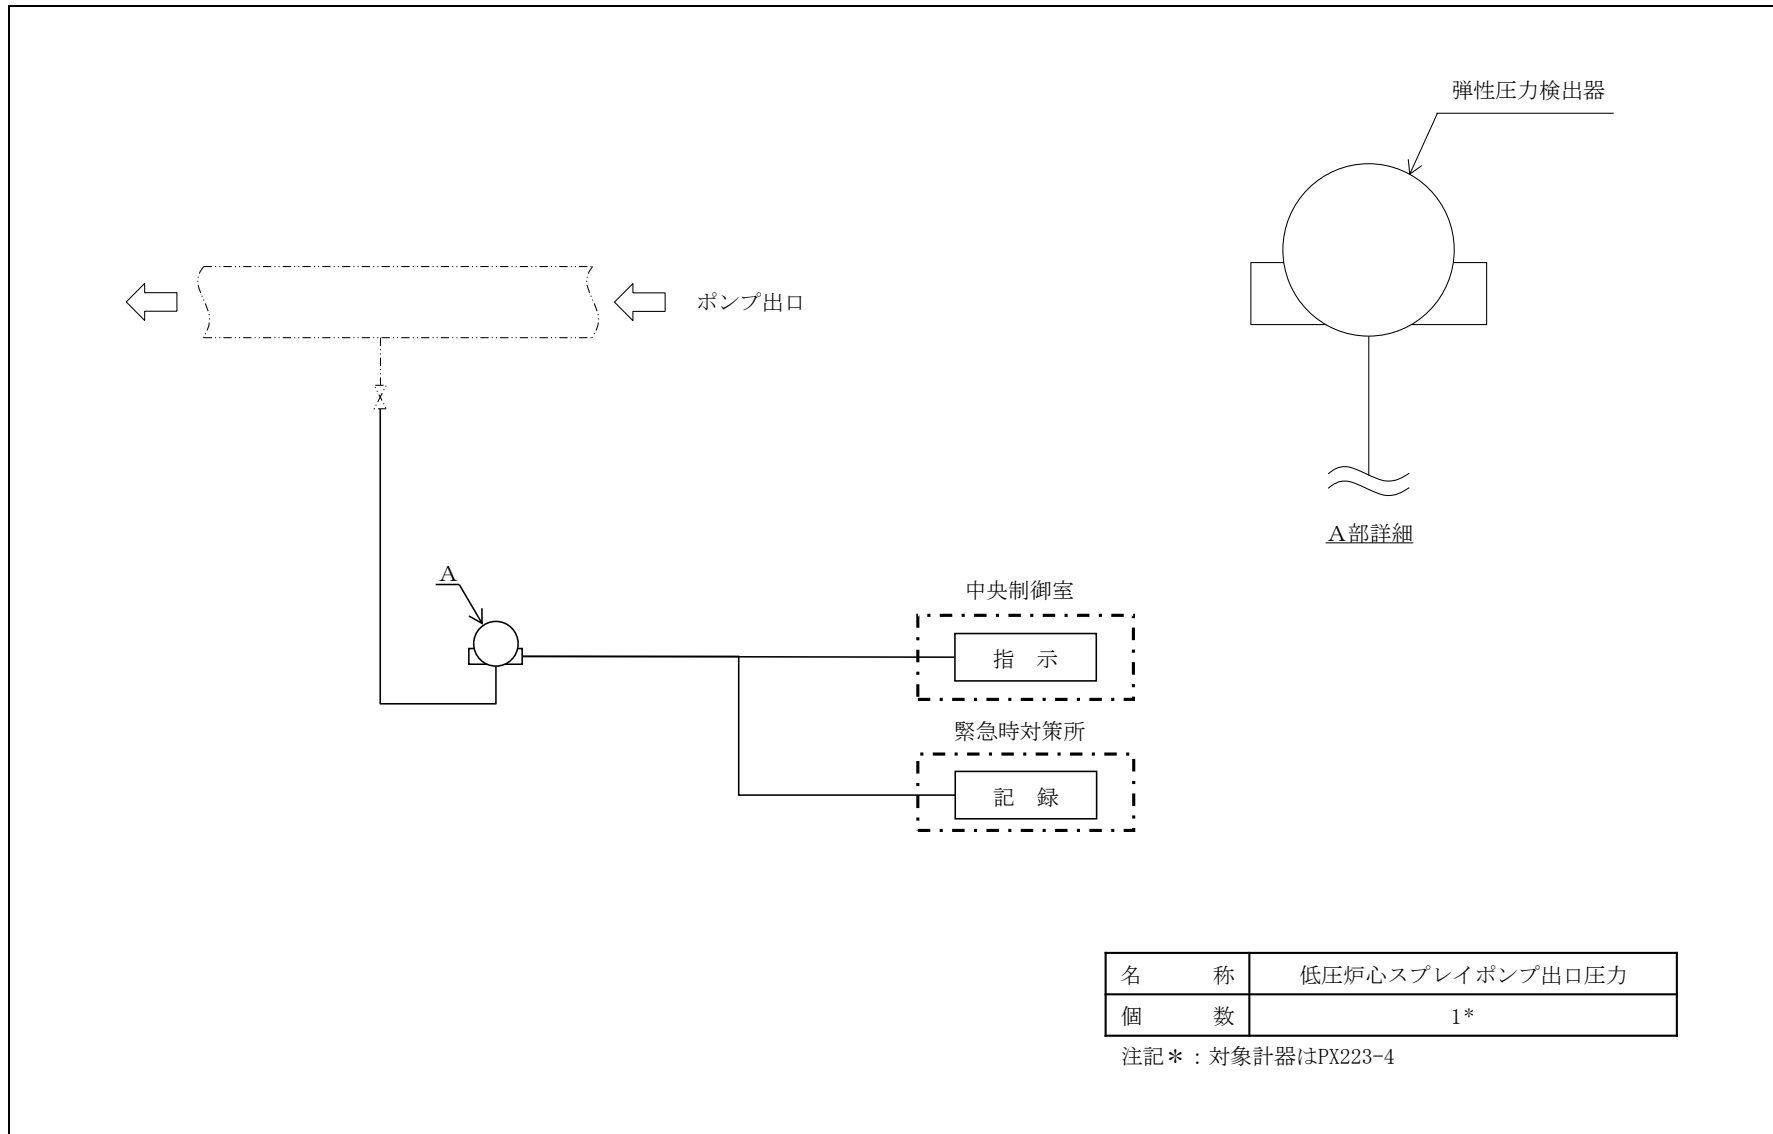 弾性圧力検出器
ポンプ出口
A部詳細
A
中央制御室
指　示
緊急時対策所
記　録
名　称　低圧炉心スプレイポンプ出口圧力
個　数　1*
注記＊：対象計器はPX223-4